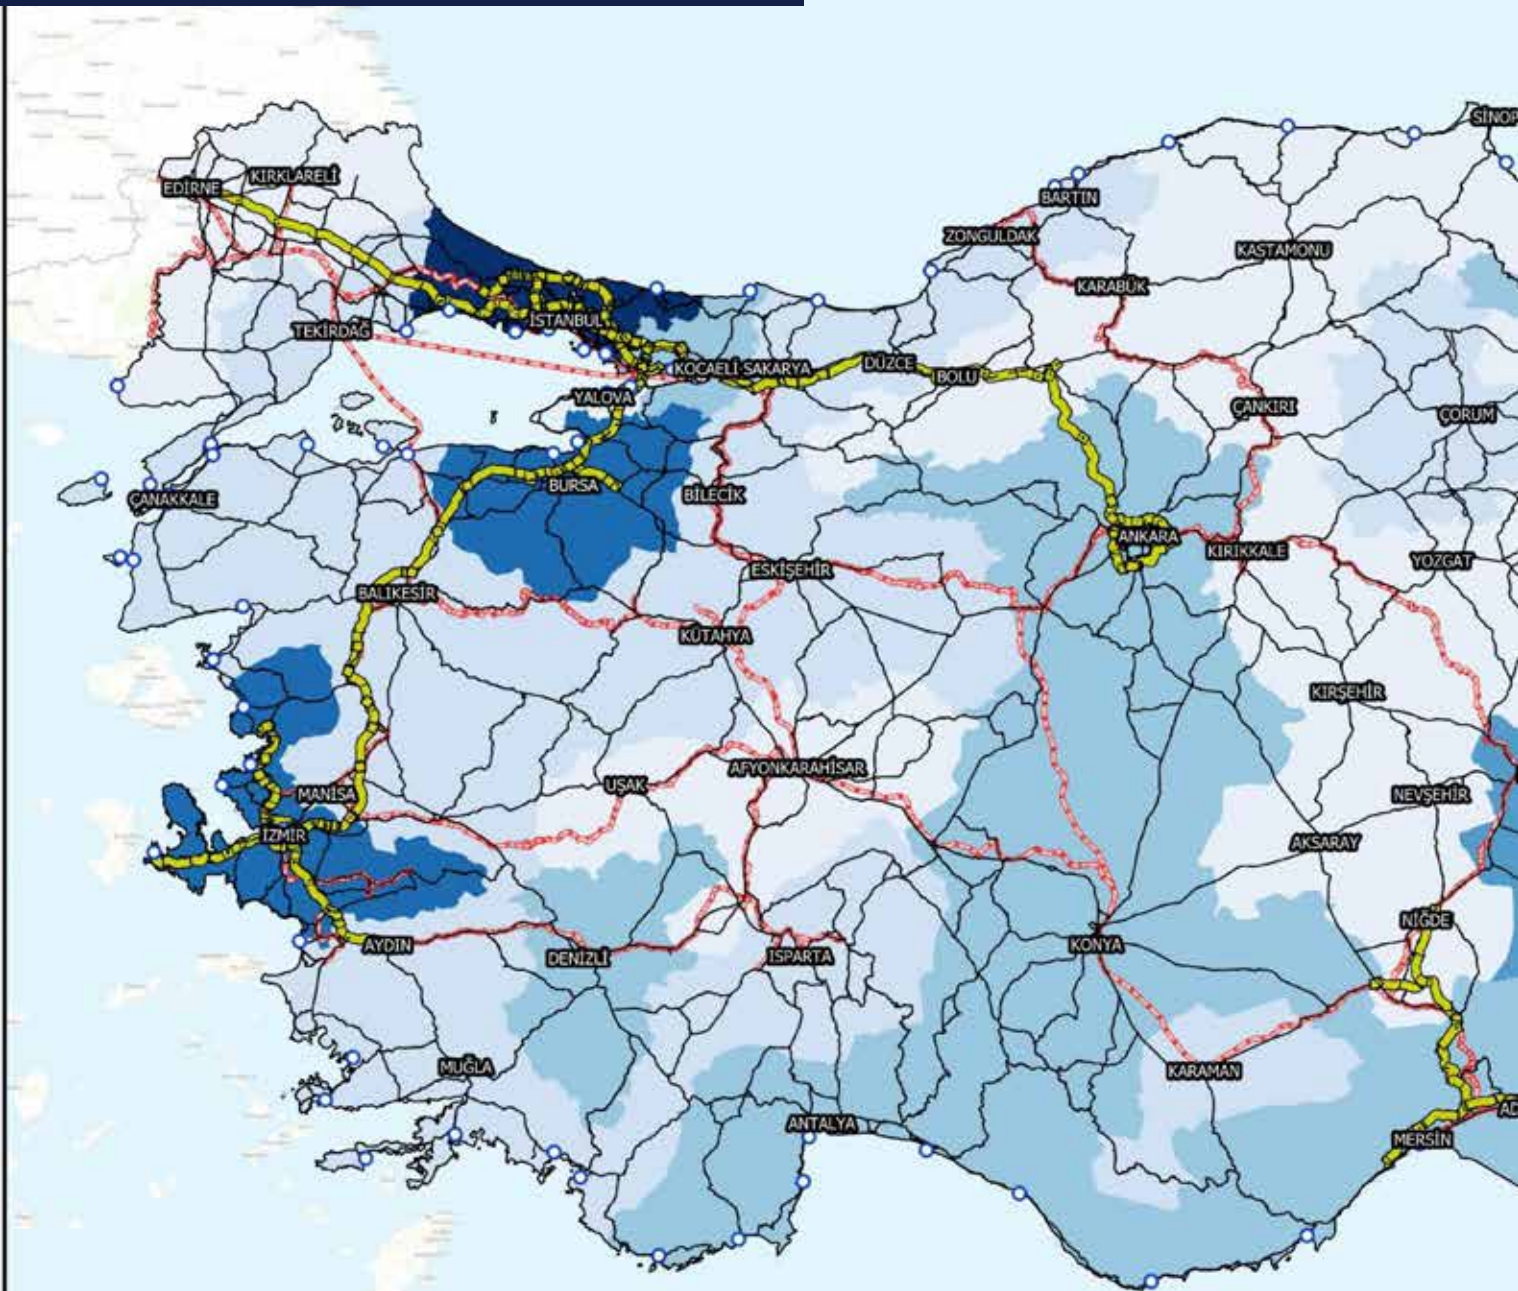 SİNOP
KIRKLARELİ
EDİRNE
BARTIN
ZONGULDAK
KASTAMONU
KARABÜK
İSTANBUL
TEKİRDAĞ
DÜZCE
KOCAELİ SAKARYA
BOLU
YALOVA
ÇANKIRI
ÇORUM
BURSA
BİLECİK
ÇANAKKALE
ANKARA
KIRIKKALE
YOZGAT
ESKİŞEHİR
BALIKESİR
KÜTAHYA
KIRŞEHİR
AFYONKARAHİSAR
UŞAK
MANİSA
NEVŞEHİR
İZMİR
AKSARAY
NİĞDE
AYDIN
KONYA
DENİZLİ
ISPARTA
MUĞLA
KARAMAN
AD
ANTALYA
MERSİN